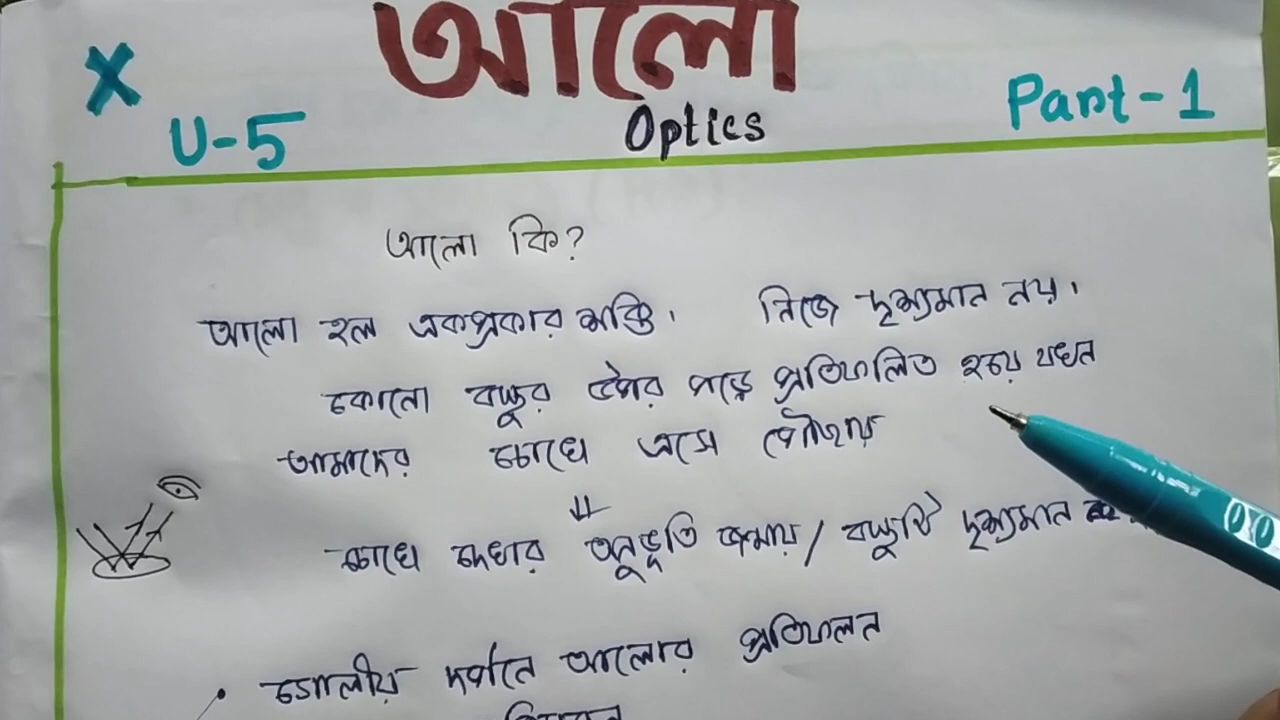 আলো
X
U-5
Optics
Part-1
আলো কি?
আলো হল একপ্রকার শক্তি। নিজে দৃশ্যমান নয়।
কোনো বস্তুর উপর পড়ে প্রতিফলিত হয়ে যখন
আমাদের চোখে এসে পৌঁছায়
⇓
চোখে দেখার অনুভূতি জন্মায় / বস্তুটি দৃশ্যমান
• গোলীয় দর্পনে আলোর প্রতিফলন